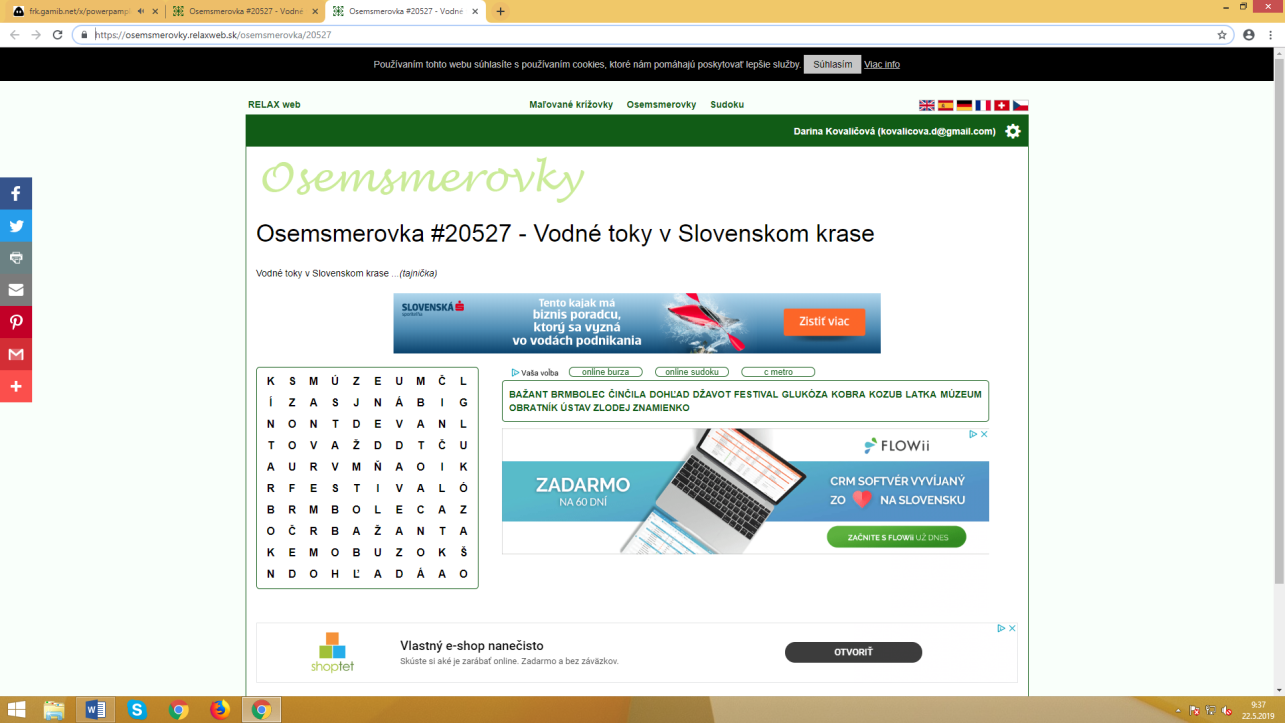 frk.gamib.net/x/powerpampl
Osemsmerovka #20527 - Vodné
Osemsmerovka #20527 - Vodné
https://osemsmerovky.relaxweb.sk/osemsmerovka/20527
Používaním tohto webu súhlasíte s používaním cookies, ktoré nám pomáhajú poskytovať lepšie služby. Súhlasím Viac info
RELAX web Maľované krížovky Osemsmerovky Sudoku
Darina Kovaličová (kovalicova.d@gmail.com)
Osemsmerovky
Osemsmerovka #20527 - Vodné toky v Slovenskom krase
Vodné toky v Slovenskom krase ...(tajnička)
SLOVENSKÁ
sporiteľňa
Tento kajak má
biznis poradcu,
ktorý sa vyzná
vo vodách podnikania
Zistiť viac
K S M Ú Z E U M Č L
Í Z A S J N Á B I G
N O N T D E V A N L
T O V A Ž D D T Č U
A U R V M Ň A O I K
R F E S T I V A L Ó
B R M B O L E C A Z
O Č R B A Ž A N T A
K E M O B U Z O K Š
N D O H Ľ A D Á A O
Vaša voľba online burza online sudoku c metro
BAŽANT BRMBOLEC ČINČILA DOHĽAD DŽAVOT FESTIVAL GLUKÓZA KOBRA KOZUB LATKA MÚZEUM
OBRATNÍK ÚSTAV ZLODEJ ZNAMIENKO
ZADARMO
NA 60 DNÍ
FLOWii
CRM SOFTVÉR VYVÍJANÝ
ZO NA SLOVENSKU
ZAČNITE S FLOWii UŽ DNES
shoptet
Vlastný e-shop nanečisto
Skúste si aké je zarábať online. Zadarmo a bez záväzkov.
OTVORIŤ
9:37
22.5.2019